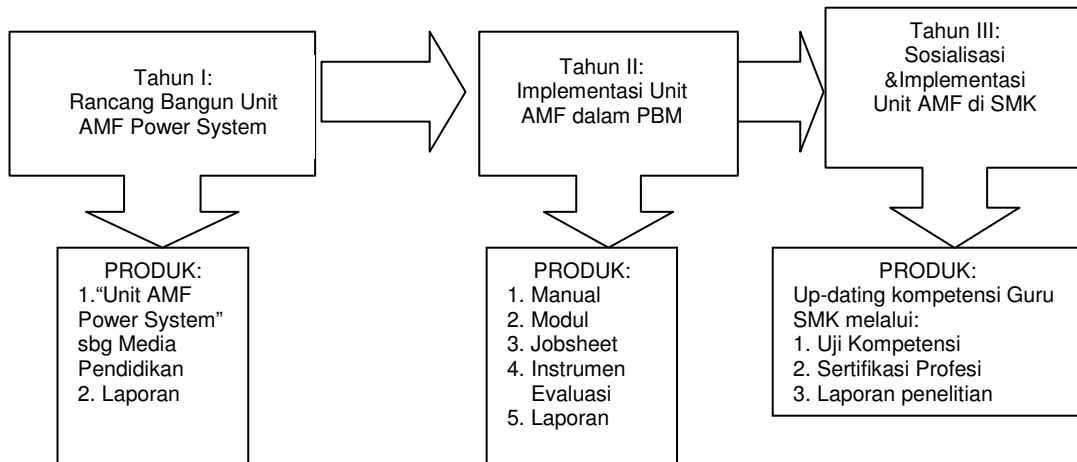 Tahun I:
Rancang Bangun Unit
AMF Power System
Tahun II:
Implementasi Unit
AMF dalam PBM
Tahun III:
Sosialisasi
&Implementasi
Unit AMF di SMK
PRODUK:
1.“Unit AMF
Power System”
sbg Media
Pendidikan
2. Laporan
PRODUK:
1. Manual
2. Modul
3. Jobsheet
4. Instrumen
Evaluasi
5. Laporan
PRODUK:
Up-dating kompetensi Guru
SMK melalui:
1. Uji Kompetensi
2. Sertifikasi Profesi
3. Laporan penelitian